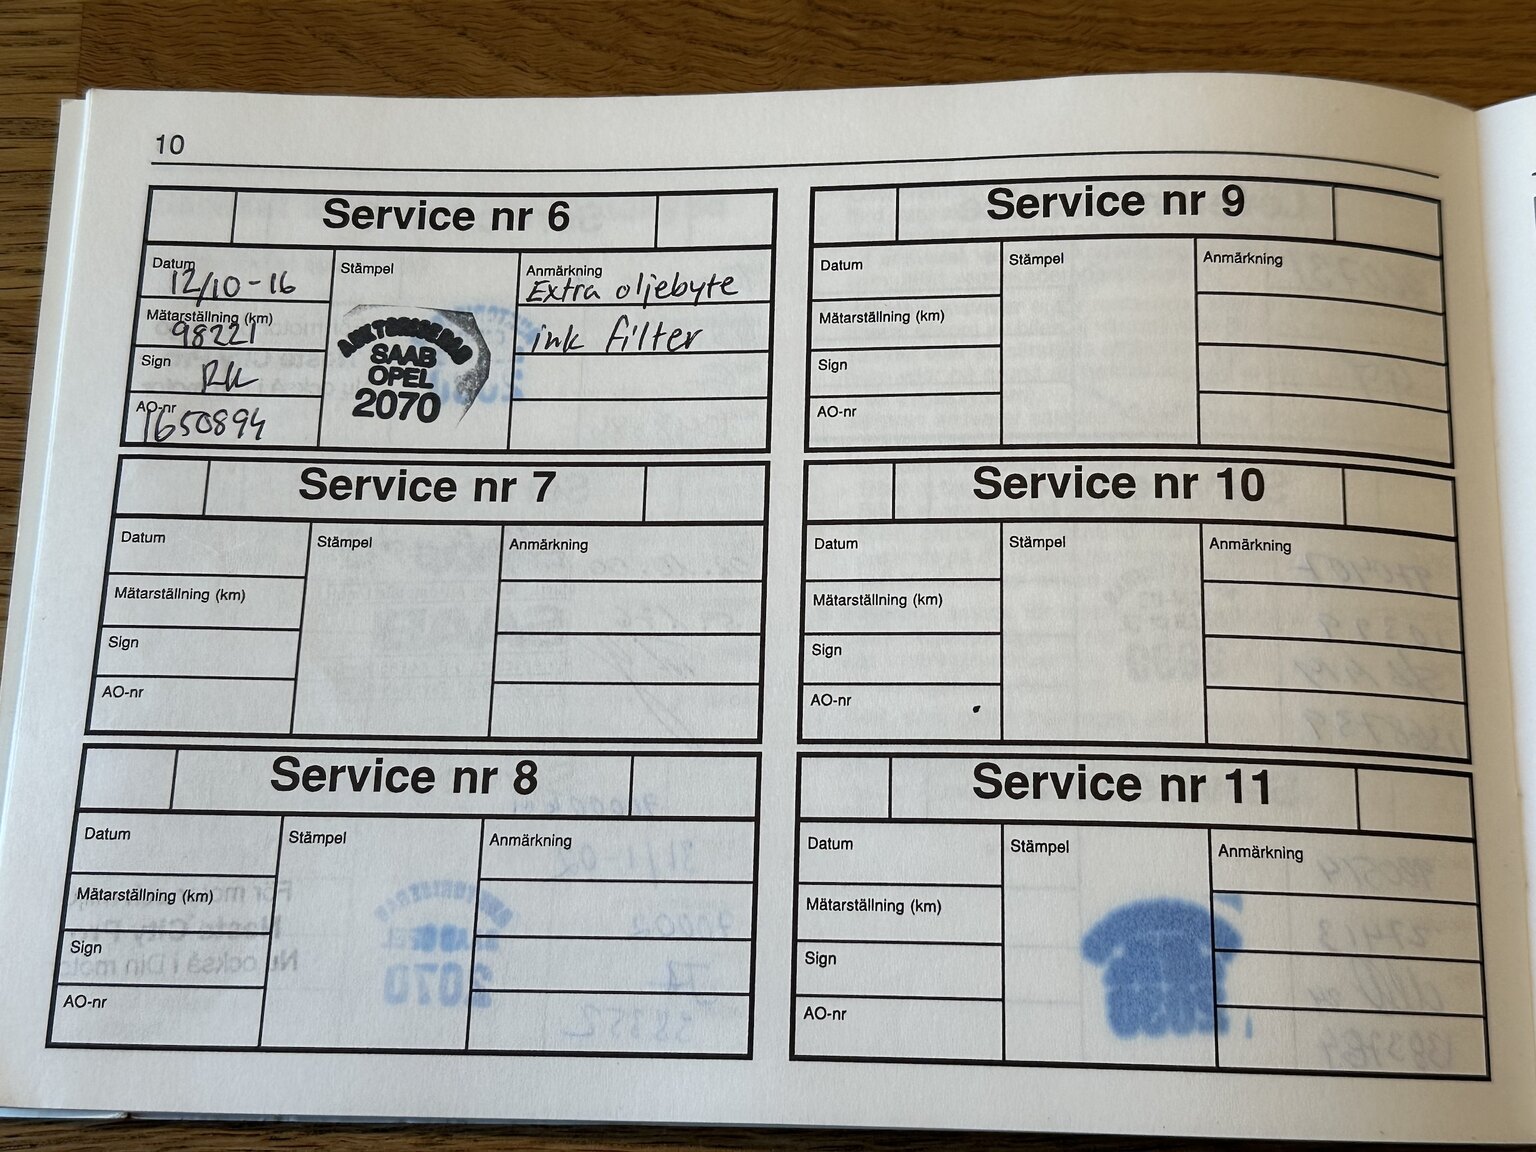 10
Service nr 6
Datum
12/10-16
Mätarställning (km)
98221
Sign
RK
AO-nr
1650894
Stämpel
AUKTORISERAD
SAAB
OPEL
2070
Anmärkning
Extra oljebyte
ink filter
Service nr 7
Datum
Mätarställning (km)
Sign
AO-nr
Stämpel
Anmärkning
Service nr 8
Datum
Mätarställning (km)
Sign
AO-nr
Stämpel
Anmärkning
Service nr 9
Datum
Mätarställning (km)
Sign
AO-nr
Stämpel
Anmärkning
Service nr 10
Datum
Mätarställning (km)
Sign
AO-nr
Stämpel
Anmärkning
Service nr 11
Datum
Mätarställning (km)
Sign
AO-nr
Stämpel
Anmärkning